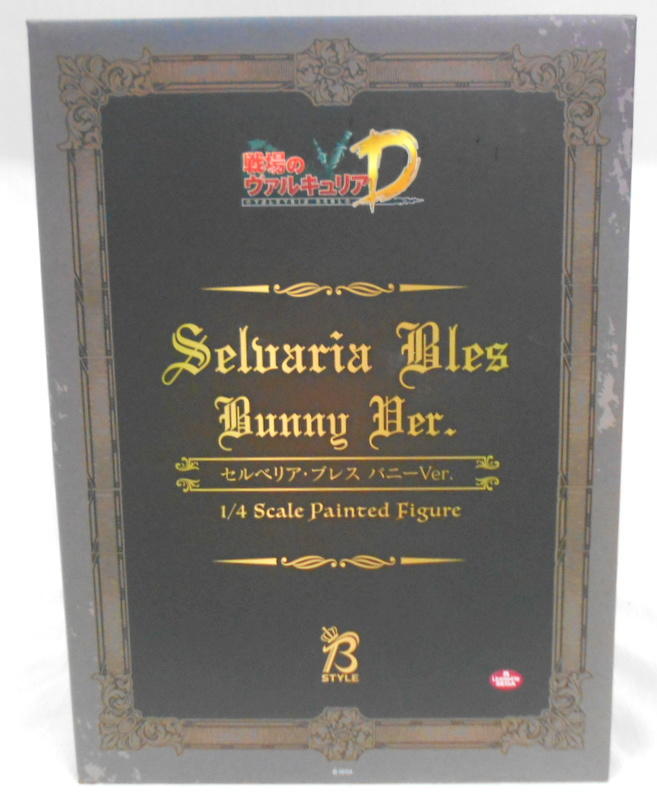 戦場の
ヴァルキュリア D
Selvaria Bles
Bunny Ver.
セルベリア・ブレス バニーVer.
1/4 Scale Painted Figure
B
STYLE